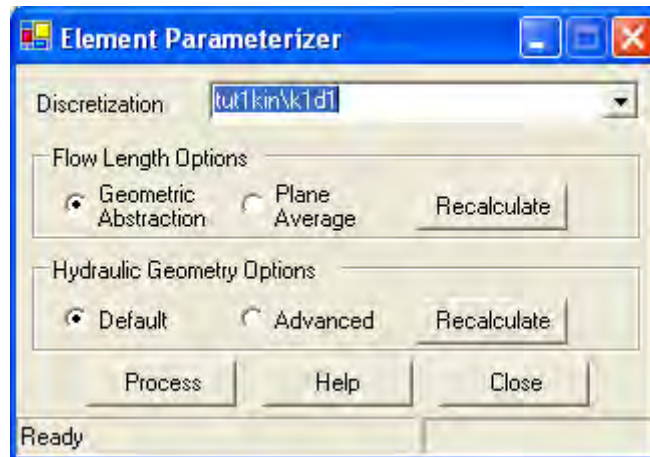 Element Parameterizer
Discretization tut1kin\k1d1
Flow Length Options
Geometric Abstraction Plane Average Recalculate
Hydraulic Geometry Options
Default Advanced Recalculate
Process Help Close
Ready